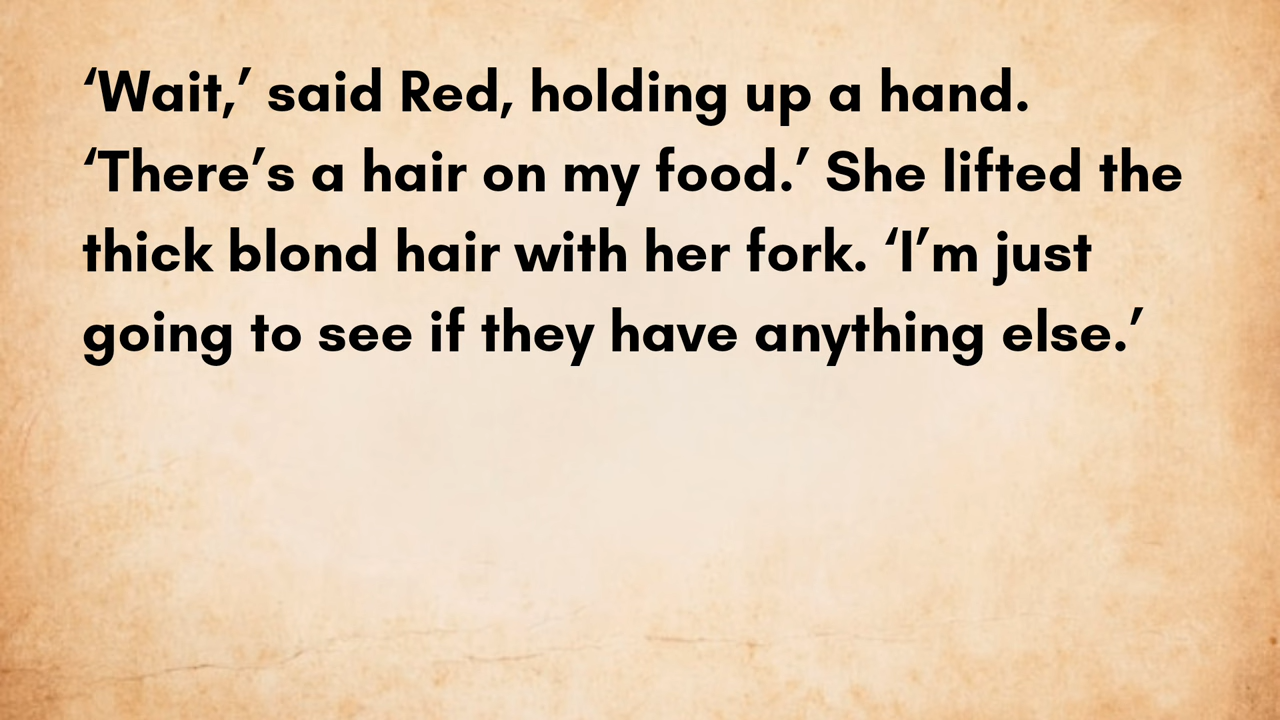 ‘Wait,’ said Red, holding up a hand.
‘There’s a hair on my food.’ She lifted the
thick blond hair with her fork. ‘I’m just
going to see if they have anything else.’